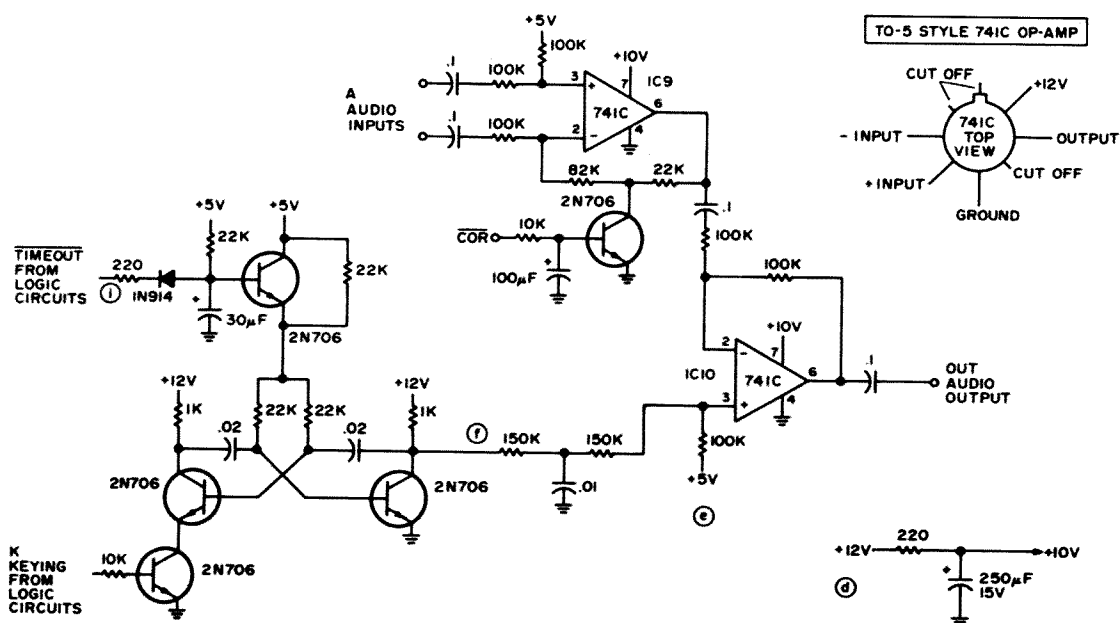 +5V
100K
+10V
IC9
.1
100K
3
+
7
741C
6
A
AUDIO
INPUTS
.1
100K
2
-
4
82K
22K
2N706
COR
10K
+
100µF
.1
100K
100K
TO-5 STYLE 741C OP-AMP
CUT OFF
+12V
741C
TOP
VIEW
- INPUT
OUTPUT
+ INPUT
CUT OFF
GROUND
TIMEOUT
FROM
LOGIC
CIRCUITS
220
i
1N914
+5V
22K
+5V
22K
+
30µF
2N706
+12V
1K
22K
22K
+12V
1K
.02
.02
2N706
2N706
K
KEYING
FROM
LOGIC
CIRCUITS
10K
2N706
f
150K
150K
.01
+10V
IC10
2
-
7
741C
6
3
+
4
100K
+5V
e
.1
OUT
AUDIO
OUTPUT
+12V
220
+10V
+
250µF
15V
d